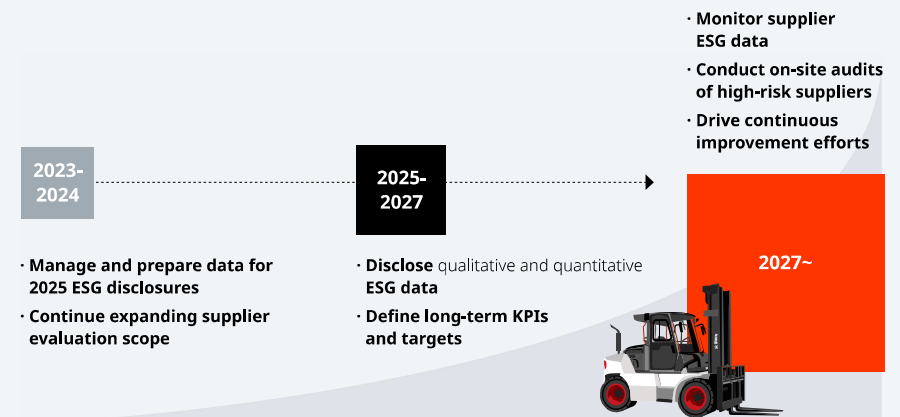 · Monitor supplier
ESG data
· Conduct on-site audits
of high-risk suppliers
· Drive continuous
improvement efforts
2023-
2024
2025-
2027
2027~
· Manage and prepare data for
2025 ESG disclosures
· Continue expanding supplier
evaluation scope
· Disclose qualitative and quantitative
ESG data
· Define long-term KPIs
and targets